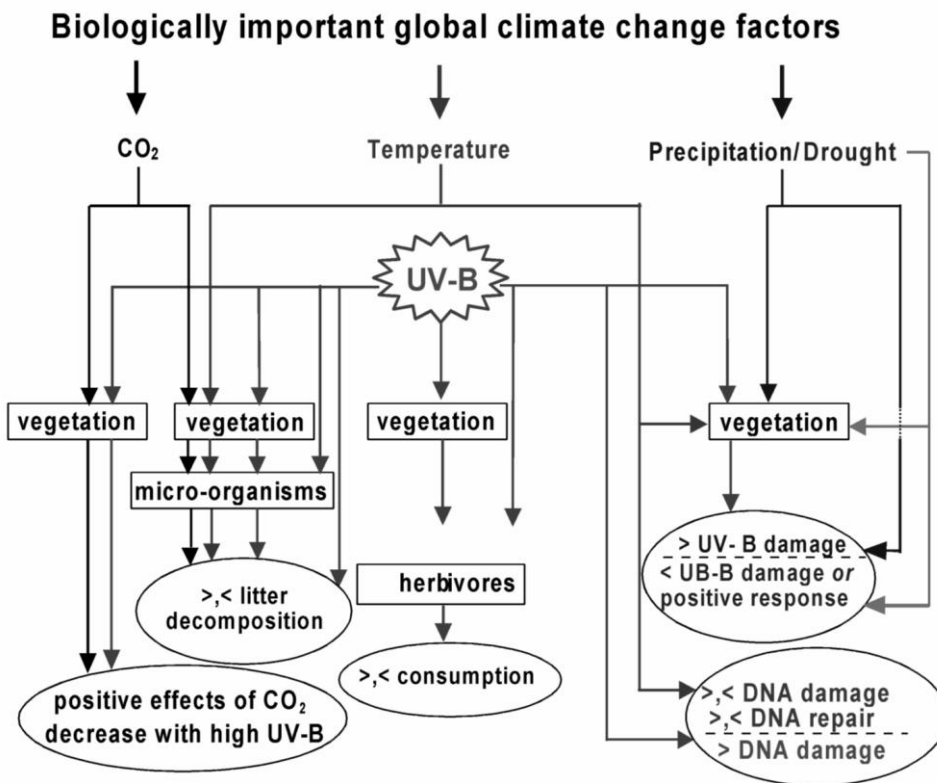 Biologically important global climate change factors
CO₂
Temperature
Precipitation/Drought
UV-B
vegetation
vegetation
vegetation
vegetation
micro-organisms
>,< litter
decomposition
herbivores
>,< consumption
> UV-B damage
< UB-B damage or
positive response
positive effects of CO₂
decrease with high UV-B
>,< DNA damage
>,< DNA repair
> DNA damage